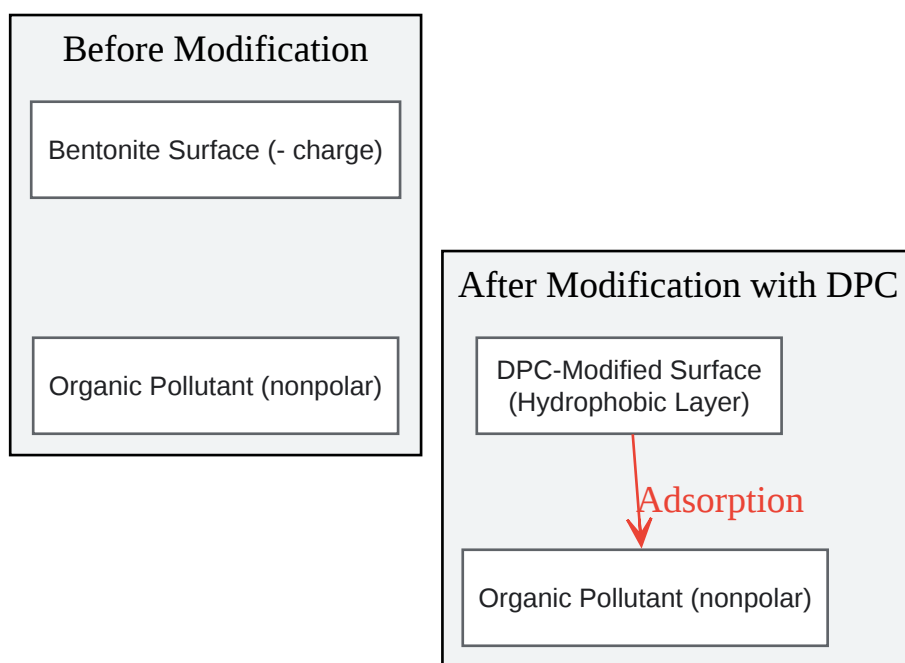 Before Modification
Bentonite Surface (- charge)
Organic Pollutant (nonpolar)
After Modification with DPC
DPC-Modified Surface
(Hydrophobic Layer)
Adsorption
Organic Pollutant (nonpolar)